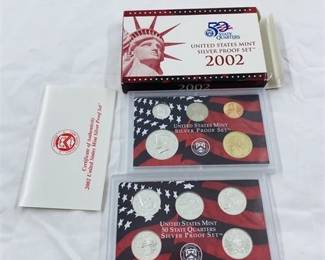 50
STATE
QUARTERS
UNITED STATES MINT
SILVER PROOF SET
2002
2002
Certificate of Authenticity
2002 United States Mint Silver Proof Set
UNITED STATES MINT
SILVER PROOF SET
UNITED STATES MINT
50 STATE QUARTERS
SILVER PROOF SET